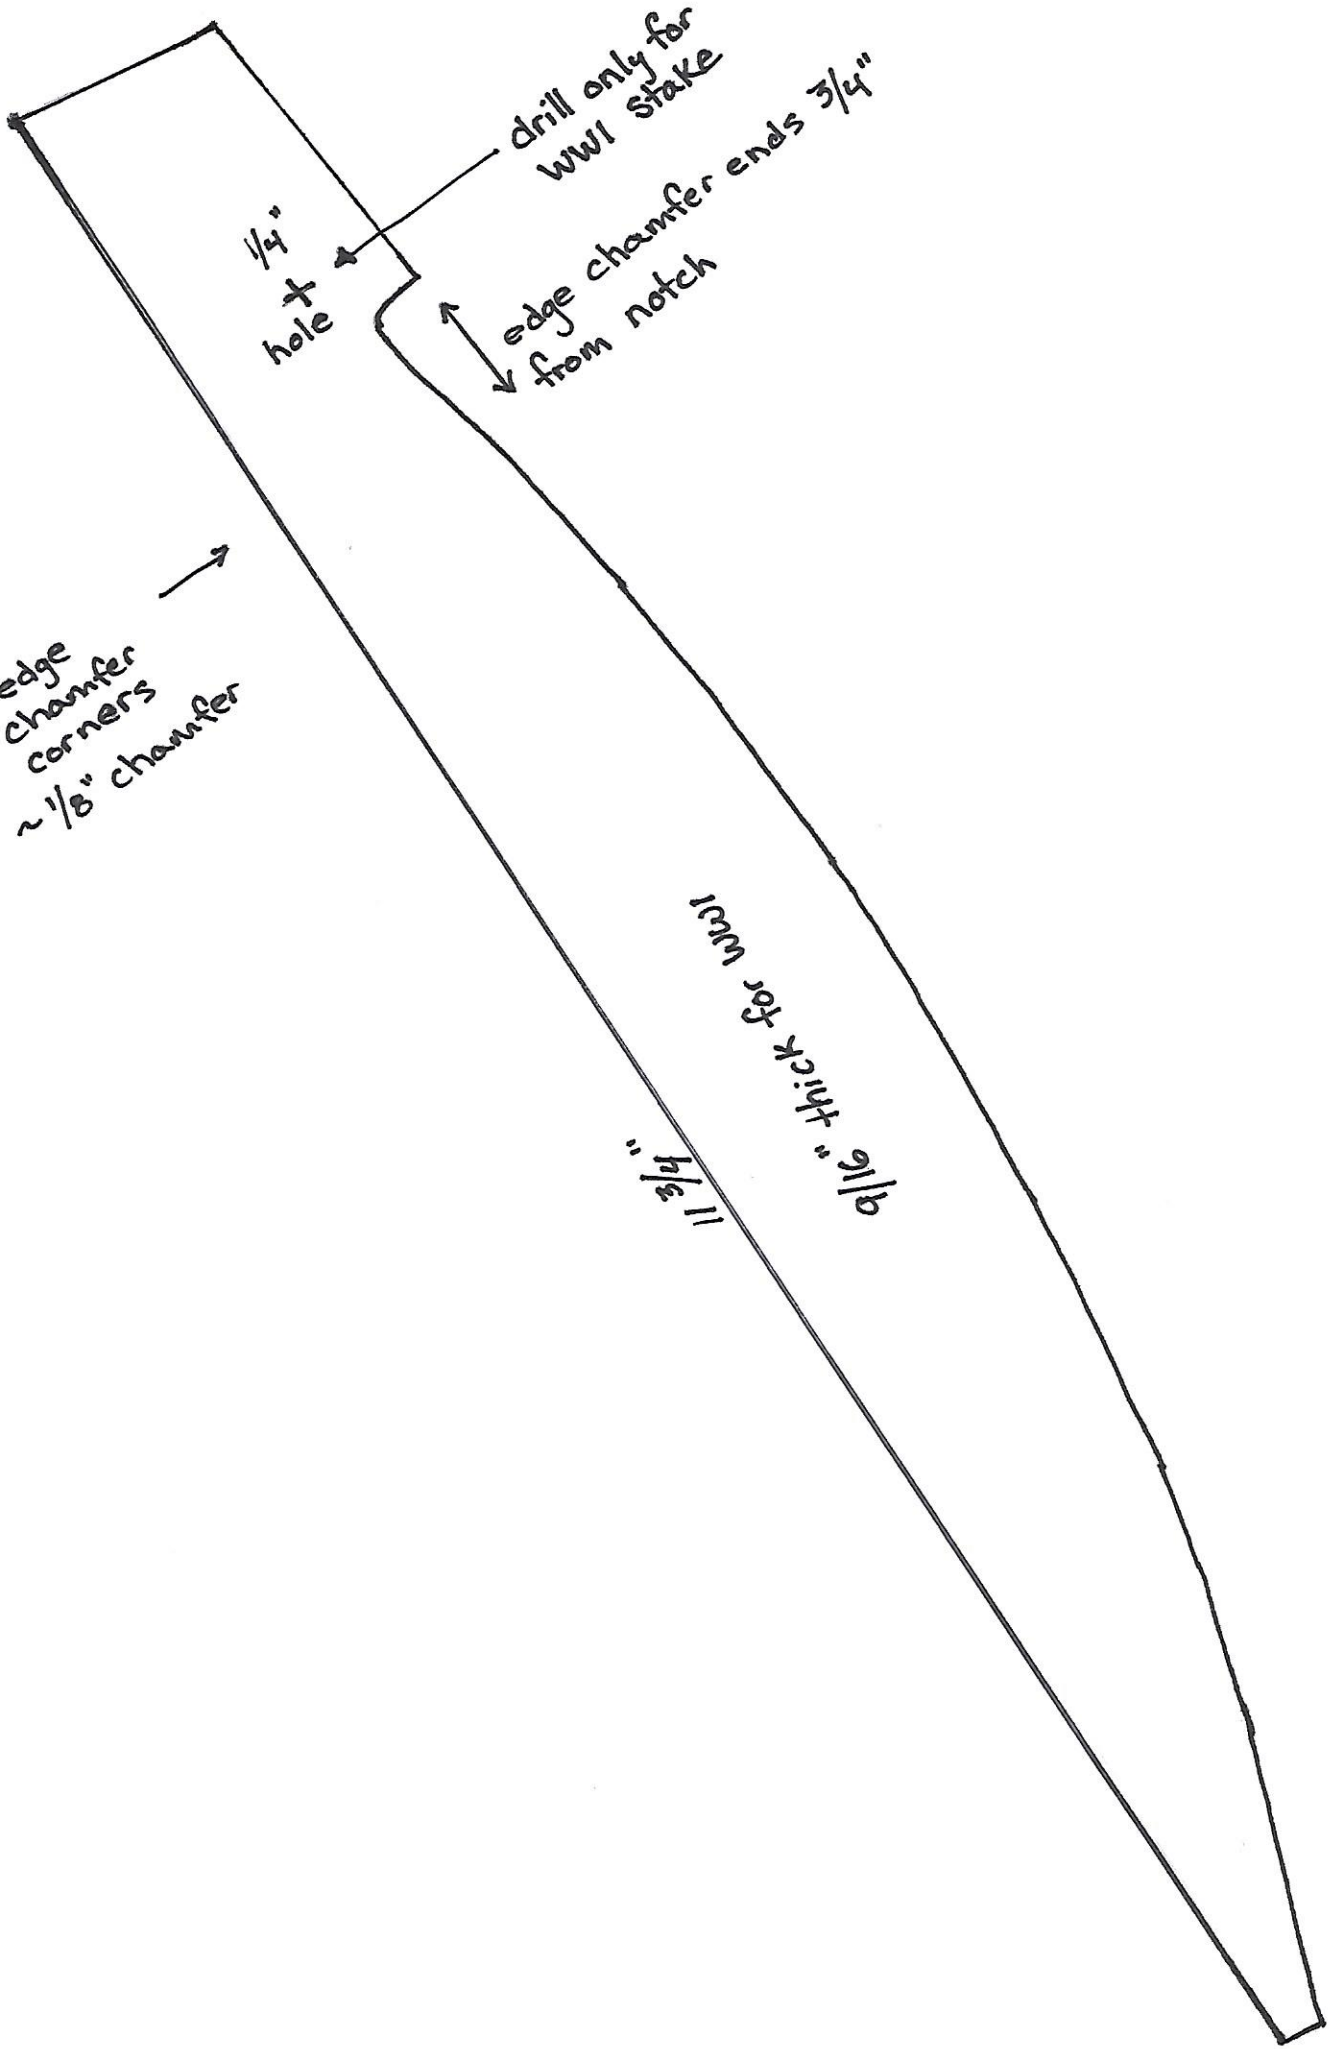 drill only for
WW1 Stake
edge chamfer ends 3/4"
from notch
1/4"
+
hole
edge
chamfer
corners
~ 1/8" chamfer
9/16" thick for WW1
11 3/4"